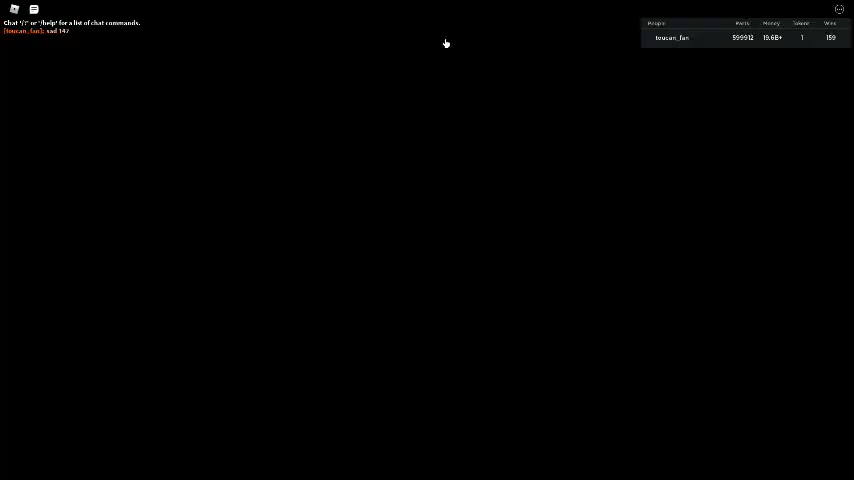 Chat '/?' or '/help' for a list of chat commands.
[toucan_fan]: sad 147
People Parts Money Tokens Wins
toucan_fan 599912 19.6B+ 1 159